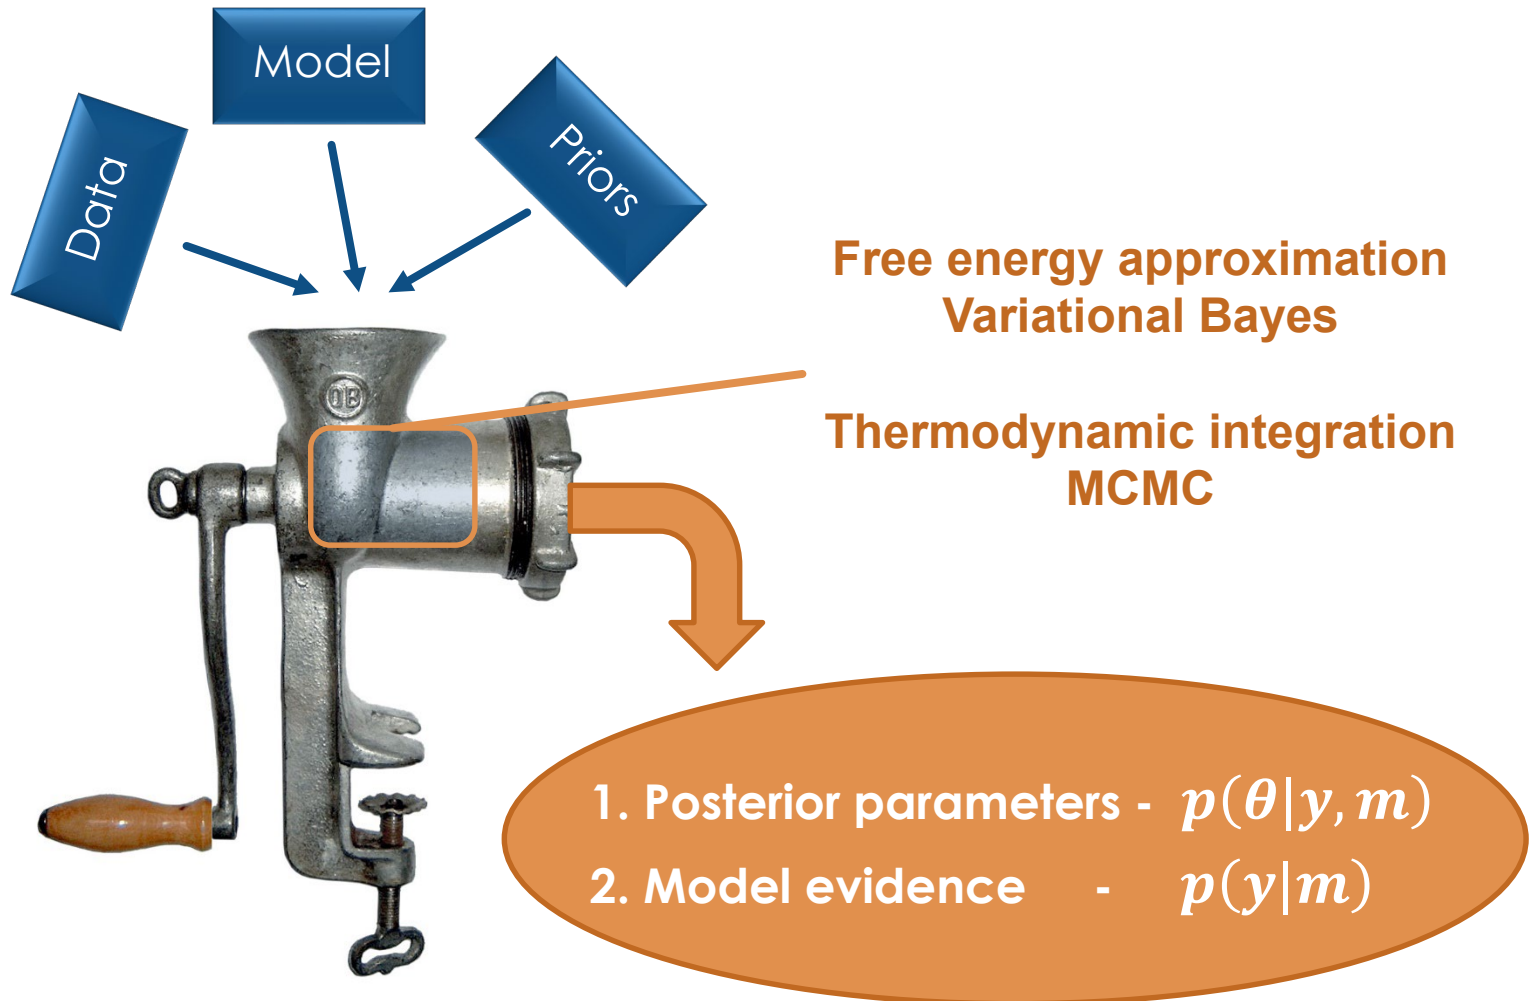 Model
Data
Priors
Free energy approximation
Variational Bayes
Thermodynamic integration
MCMC
OB
1. Posterior parameters - p(θ|y, m)
2. Model evidence - p(y|m)